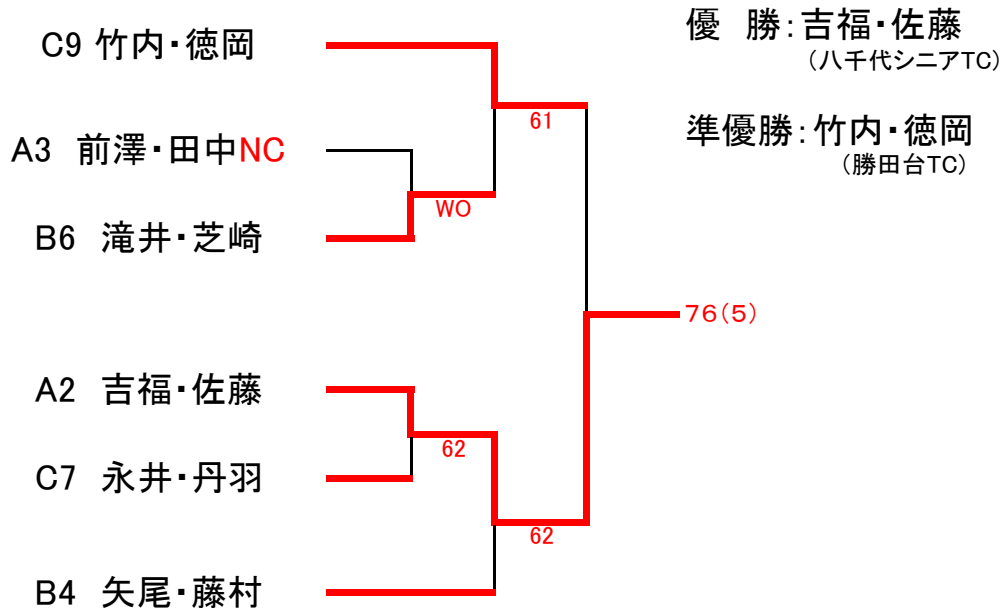 C9 竹内・徳岡
優 勝:吉福・佐藤
(八千代シニアTC)
61
準優勝:竹内・徳岡
(勝田台TC)
A3 前澤・田中NC
WO
B6 滝井・芝崎
76(5)
A2 吉福・佐藤
62
C7 永井・丹羽
62
B4 矢尾・藤村